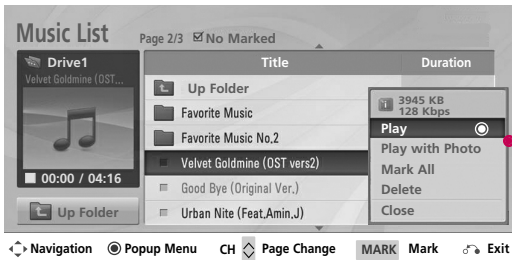 Music List
Page 2/3 No Marked
Drive1
Velvet Goldmine (OST...
00:00 / 04:16
Up Folder
Title Duration
Up Folder
Favorite Music
Favorite Music No,2
Velvet Goldmine (OST vers2)
Good Bye (Original Ver,)
Urban Nite (Feat,Amin,J)
3945 KB
128 Kbps
Play
Play with Photo
Mark All
Delete
Close
Navigation Popup Menu CH Page Change MARK Mark Exit